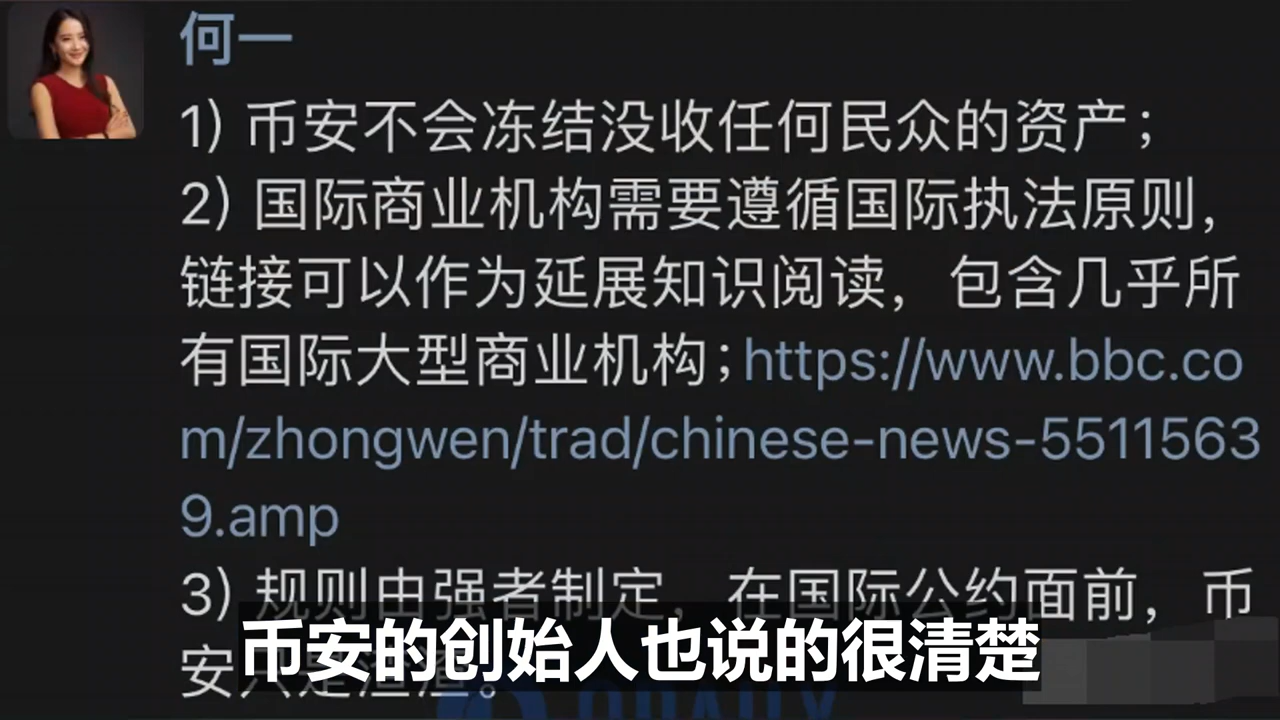 何一
1) 币安不会冻结没收任何民众的资产；
2) 国际商业机构需要遵循国际执法原则，
链接可以作为延展知识阅读，包含几乎所
有国际大型商业机构；https://www.bbc.co
m/zhongwen/trad/chinese-news-5511563
9.amp
3) 规则由强者制定，在国际公约面前，币
安只是渣渣。
币安的创始人也说的很清楚